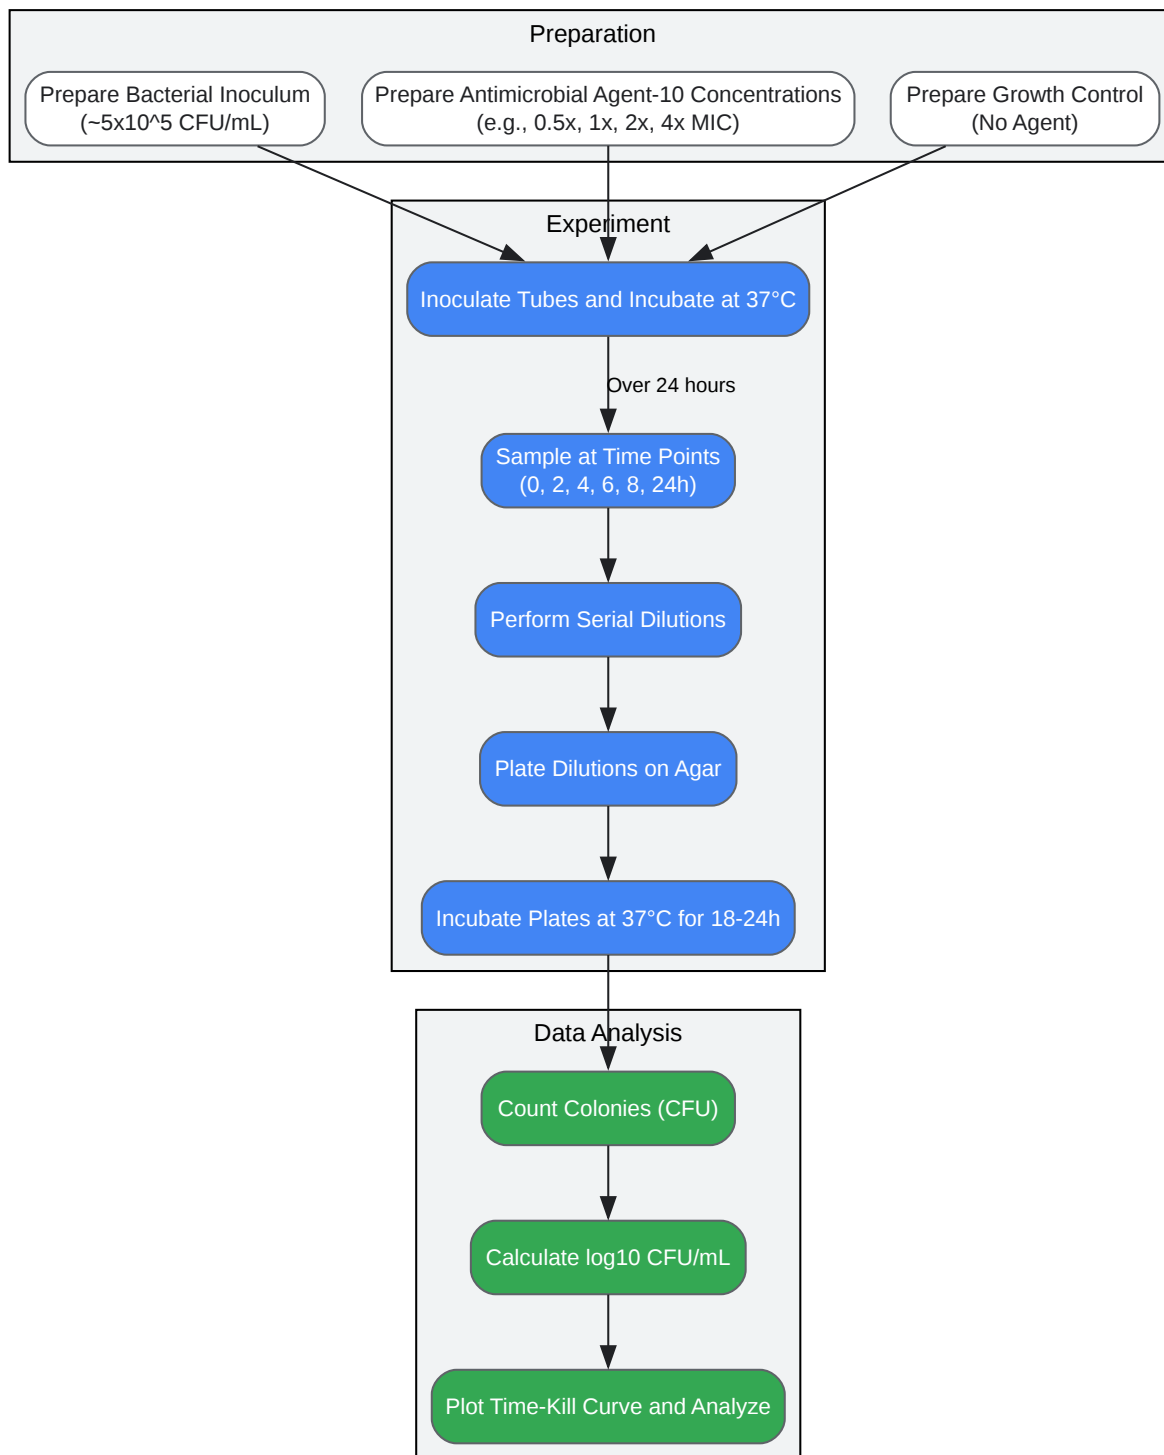 Preparation
Prepare Bacterial Inoculum
(~5x10^5 CFU/mL)
Prepare Antimicrobial Agent-10 Concentrations
(e.g., 0.5x, 1x, 2x, 4x MIC)
Prepare Growth Control
(No Agent)
Experiment
Inoculate Tubes and Incubate at 37°C
Over 24 hours
Sample at Time Points
(0, 2, 4, 6, 8, 24h)
Perform Serial Dilutions
Plate Dilutions on Agar
Incubate Plates at 37°C for 18-24h
Data Analysis
Count Colonies (CFU)
Calculate log10 CFU/mL
Plot Time-Kill Curve and Analyze